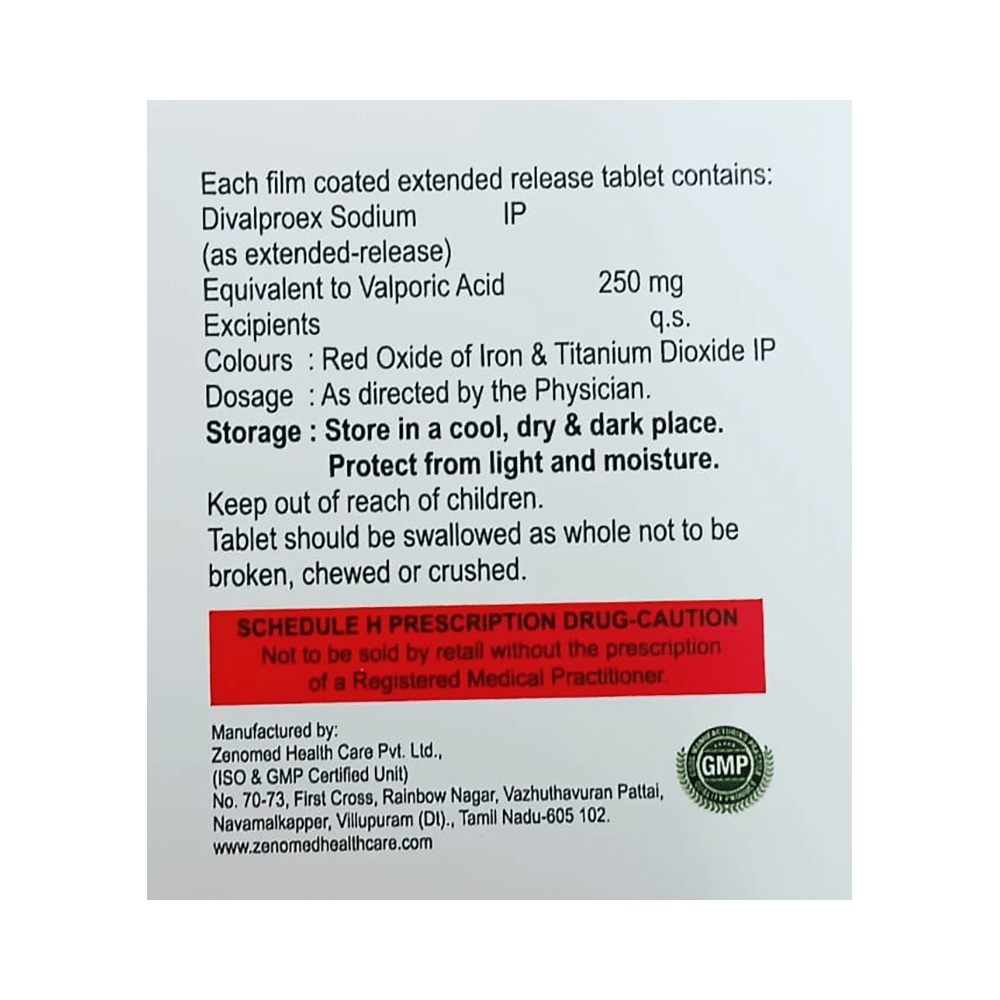 Each film coated extended release tablet contains:
Divalproex Sodium IP
(as extended-release)
Equivalent to Valporic Acid 250 mg
Excipients q.s.
Colours : Red Oxide of Iron & Titanium Dioxide IP
Dosage : As directed by the Physician.
Storage : Store in a cool, dry & dark place.
Protect from light and moisture.
Keep out of reach of children.
Tablet should be swallowed as whole not to be
broken, chewed or crushed.
SCHEDULE H PRESCRIPTION DRUG-CAUTION
Not to be sold by retail without the prescription
of a Registered Medical Practitioner.
Manufactured by:
Zenomed Health Care Pvt. Ltd.,
(ISO & GMP Certified Unit)
No. 70-73, First Cross, Rainbow Nagar, Vazhuthavuran Pattai,
Navamalkapper, Villupuram (Dt)., Tamil Nadu-605 102.
www.zenomedhealthcare.com
GMP